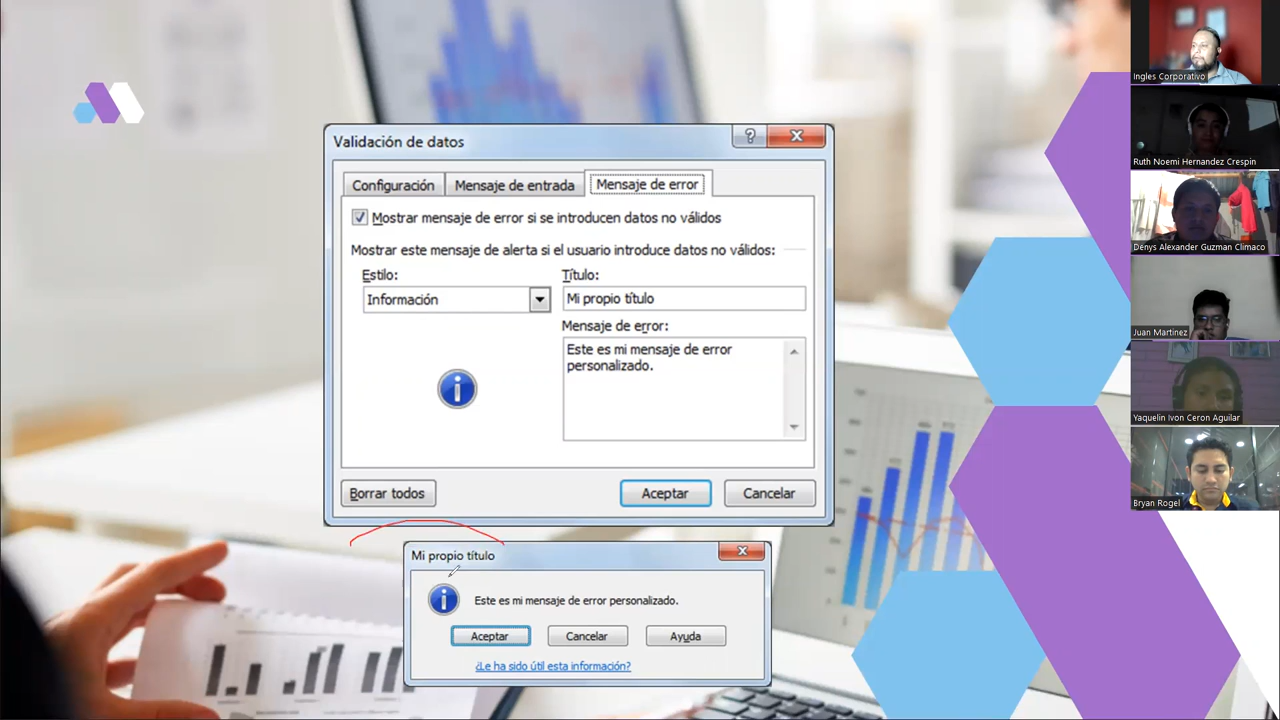 Validación de datos
Configuración
Mensaje de entrada
Mensaje de error
Mostrar mensaje de error si se introducen datos no válidos
Mostrar este mensaje de alerta si el usuario introduce datos no válidos:
Estilo:
Título:
Información
Mi propio título
Mensaje de error:
Este es mi mensaje de error
personalizado.
Borrar todos
Aceptar
Cancelar
Mi propio título
Este es mi mensaje de error personalizado.
Aceptar
Cancelar
Ayuda
¿Le ha sido útil esta información?
Ingles Corporativo
Ruth Noemi Hernandez Crespin
Denys Alexander Guzman Climaco
Juan Martinez
Yaquelin Ivon Ceron Aguilar
Bryan Rogel